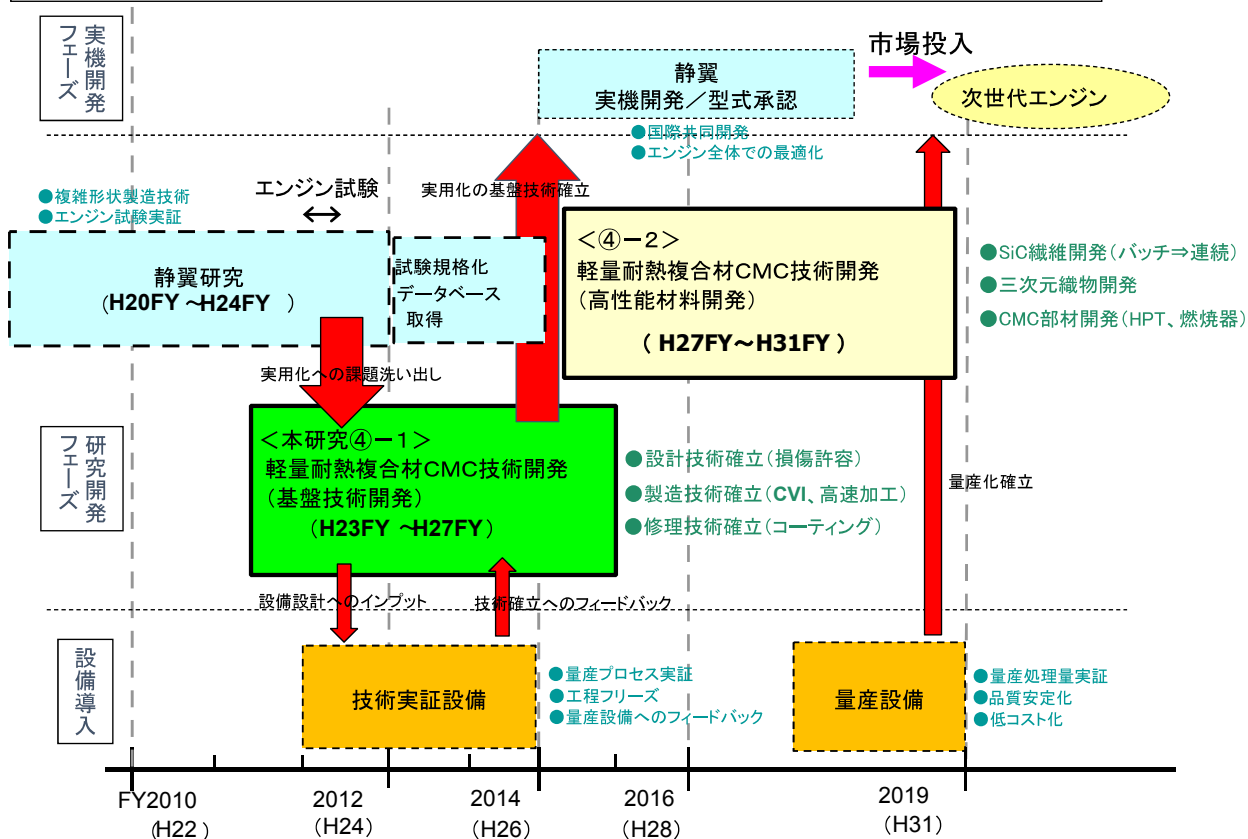 実機開発
フェーズ
静翼
実機開発／型式承認
市場投入
次世代エンジン
●国際共同開発
●エンジン全体での最適化
●複雑形状製造技術
●エンジン試験実証
エンジン試験
実用化の基盤技術確立
静翼研究
（H20FY ～H24FY ）
試験規格化
データベース
取得
＜④－２＞
軽量耐熱複合材CMC技術開発
（高性能材料開発）
（ H27FY～H31FY ）
●SiC繊維開発（バッチ⇒連続）
●三次元織物開発
●CMC部材開発（HPT、燃焼器）
実用化への課題洗い出し
研究開発
フェーズ
＜本研究④－１＞
軽量耐熱複合材CMC技術開発
（基盤技術開発）
（H23FY ～H27FY）
●設計技術確立（損傷許容）
●製造技術確立（CVI、高速加工）
●修理技術確立（コーティング）
量産化確立
設備設計へのインプット
技術確立へのフィードバック
設備導入
技術実証設備
●量産プロセス実証
●工程フリーズ
●量産設備へのフィードバック
量産設備
●量産処理量実証
●品質安定化
●低コスト化
FY2010
（H22 ）
2012
（H24）
2014
（H26）
2016
（H28）
2019
（H31）